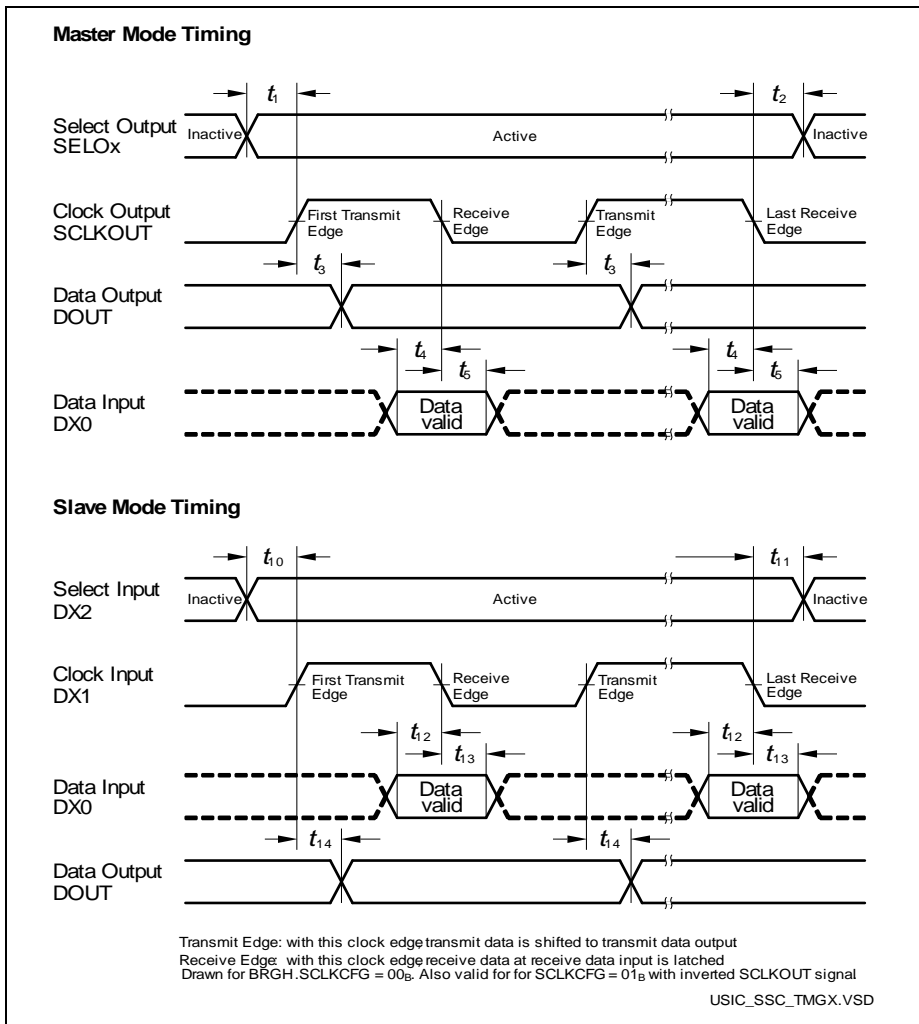 Master Mode Timing
t1
t2
Select Output
SELOx
Inactive
Active
Inactive
Clock Output
SCLKOUT
First Transmit
Edge
Receive
Edge
Transmit
Edge
Last Receive
Edge
t3
t3
Data Output
DOUT
t4
t5
t4
t5
Data Input
DX0
Data
valid
Data
valid
Slave Mode Timing
t10
t11
Select Input
DX2
Inactive
Active
Inactive
Clock Input
DX1
First Transmit
Edge
Receive
Edge
Transmit
Edge
Last Receive
Edge
t12
t13
t12
t13
Data Input
DX0
Data
valid
Data
valid
t14
t14
Data Output
DOUT
Transmit Edge: with this clock edge, transmit data is shifted to transmit data output
Receive Edge: with this clock edge, receive data at receive data input is latched
Drawn for BRGH.SCLKCFG = 00B. Also valid for for SCLKCFG = 01B with inverted SCLKOUT signal.
USIC_SSC_TMGX.VSD